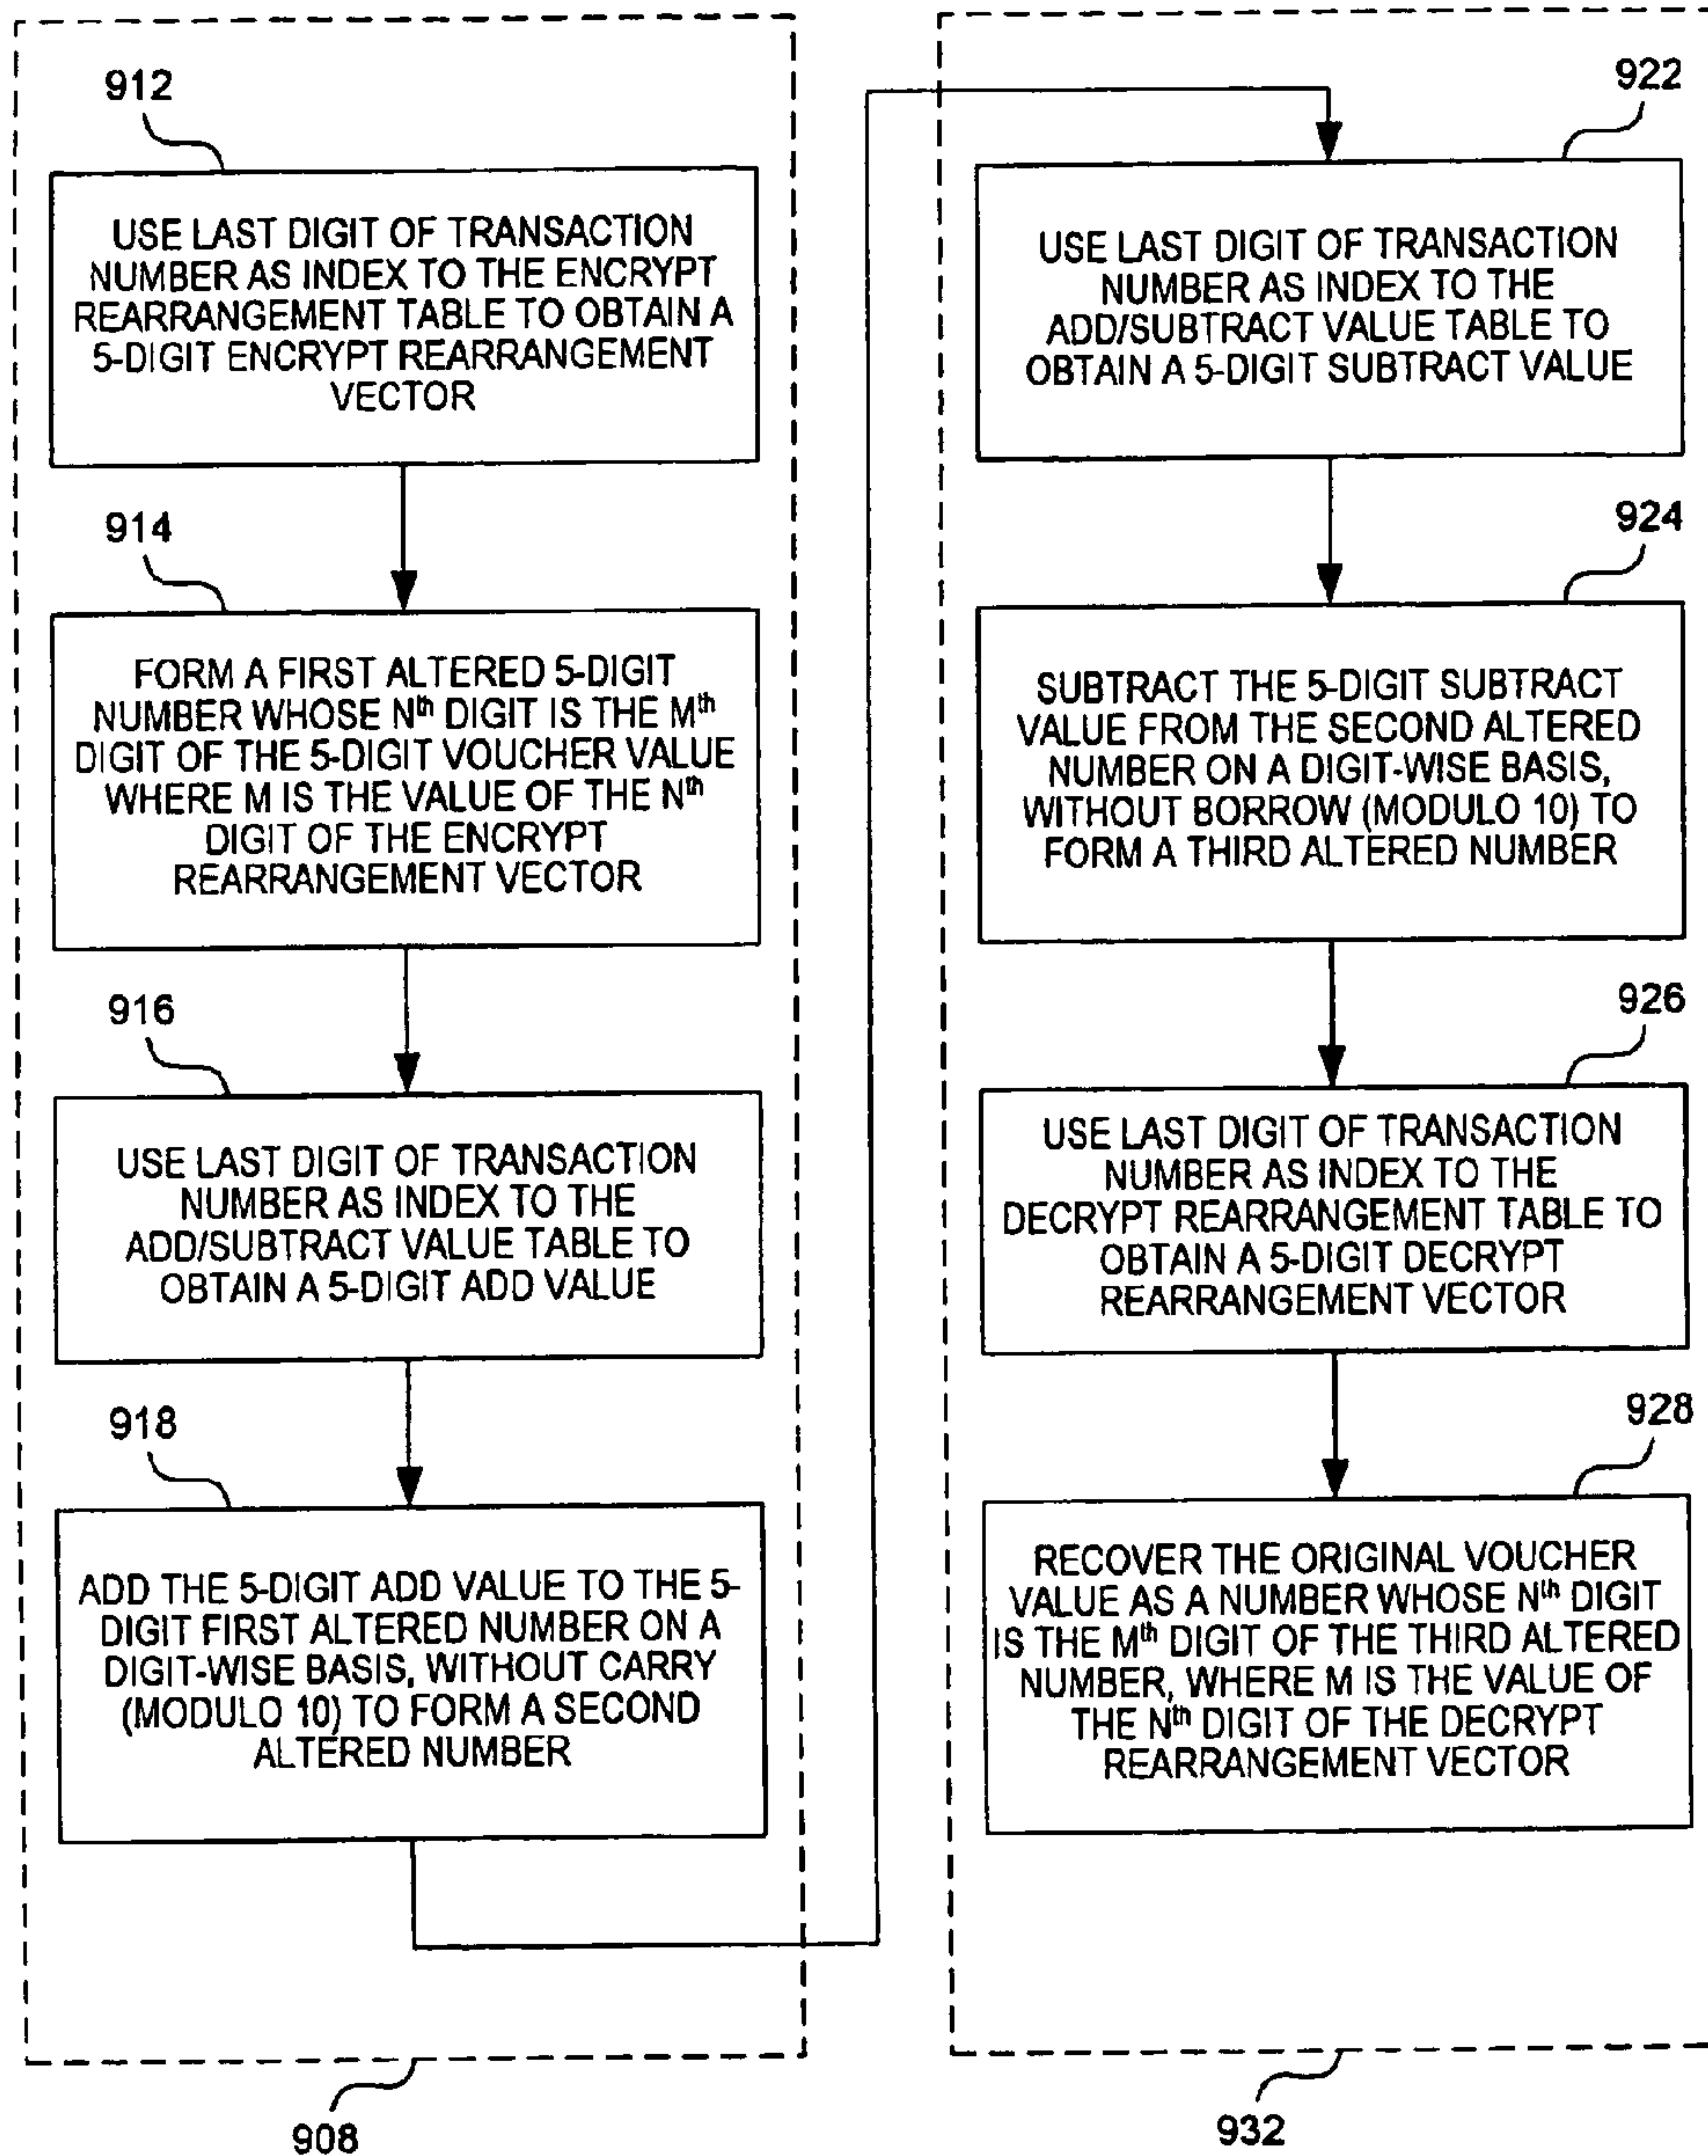 912
USE LAST DIGIT OF TRANSACTION
NUMBER AS INDEX TO THE ENCRYPT
REARRANGEMENT TABLE TO OBTAIN A
5-DIGIT ENCRYPT REARRANGEMENT
VECTOR
914
FORM A FIRST ALTERED 5-DIGIT
NUMBER WHOSE Nth DIGIT IS THE Mth
DIGIT OF THE 5-DIGIT VOUCHER VALUE
WHERE M IS THE VALUE OF THE Nth
DIGIT OF THE ENCRYPT
REARRANGEMENT VECTOR
916
USE LAST DIGIT OF TRANSACTION
NUMBER AS INDEX TO THE
ADD/SUBTRACT VALUE TABLE TO
OBTAIN A 5-DIGIT ADD VALUE
918
ADD THE 5-DIGIT ADD VALUE TO THE 5-
DIGIT FIRST ALTERED NUMBER ON A
DIGIT-WISE BASIS, WITHOUT CARRY
(MODULO 10) TO FORM A SECOND
ALTERED NUMBER
908
922
USE LAST DIGIT OF TRANSACTION
NUMBER AS INDEX TO THE
ADD/SUBTRACT VALUE TABLE TO
OBTAIN A 5-DIGIT SUBTRACT VALUE
924
SUBTRACT THE 5-DIGIT SUBTRACT
VALUE FROM THE SECOND ALTERED
NUMBER ON A DIGIT-WISE BASIS,
WITHOUT BORROW (MODULO 10) TO
FORM A THIRD ALTERED NUMBER
926
USE LAST DIGIT OF TRANSACTION
NUMBER AS INDEX TO THE
DECRYPT REARRANGEMENT TABLE TO
OBTAIN A 5-DIGIT DECRYPT
REARRANGEMENT VECTOR
928
RECOVER THE ORIGINAL VOUCHER
VALUE AS A NUMBER WHOSE Nth DIGIT
IS THE Mth DIGIT OF THE THIRD ALTERED
NUMBER, WHERE M IS THE VALUE OF
THE Nth DIGIT OF THE DECRYPT
REARRANGEMENT VECTOR
932